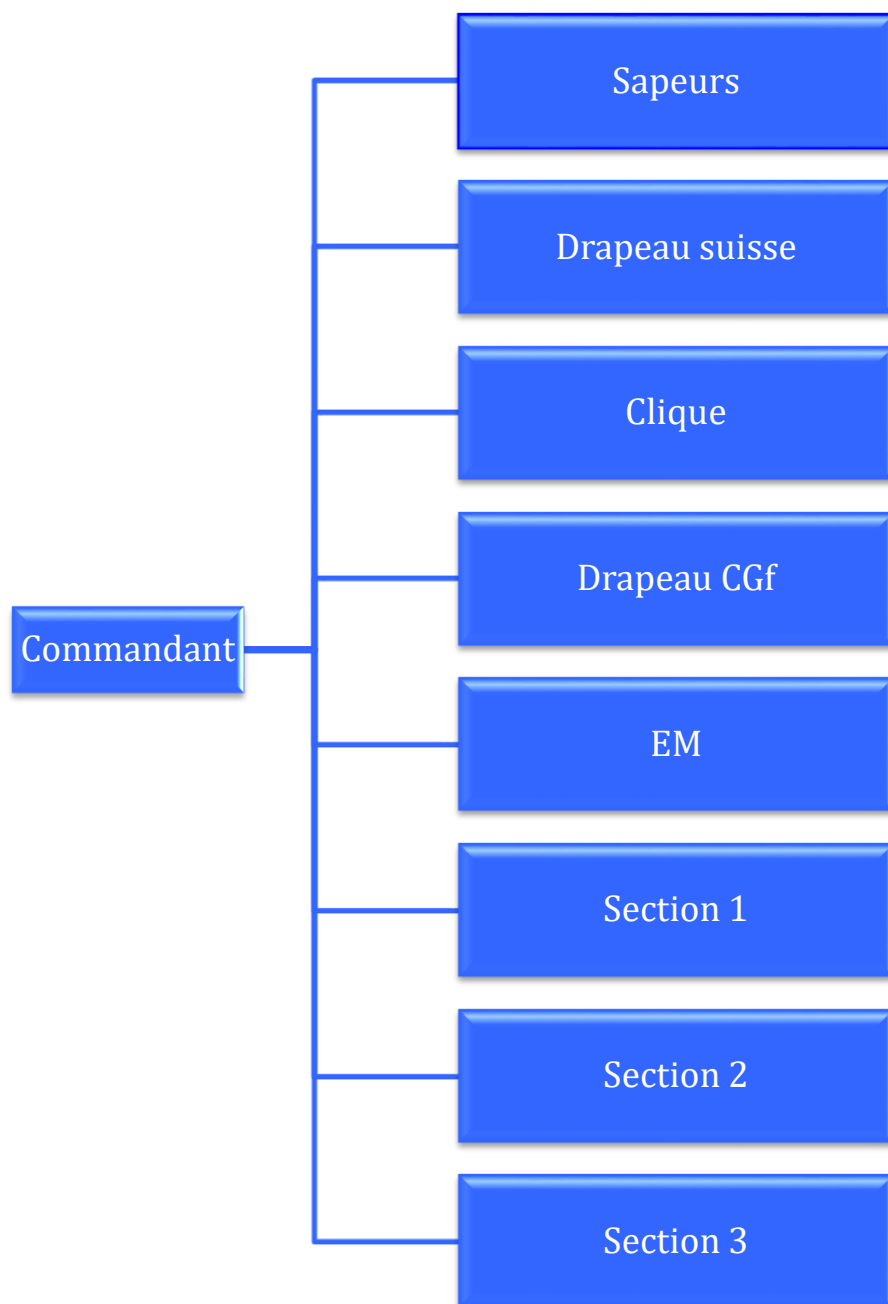 Sapeurs
Drapeau suisse
Clique
Drapeau CGf
Commandant
EM
Section 1
Section 2
Section 3